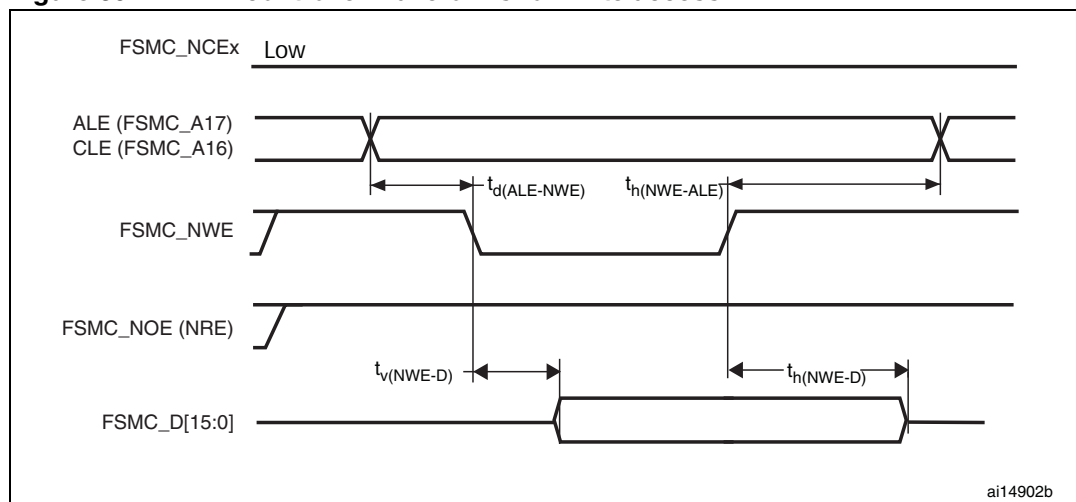 FSMC_NCEx Low
ALE (FSMC_A17)
CLE (FSMC_A16)
td(ALE-NWE) th(NWE-ALE)
FSMC_NWE
FSMC_NOE (NRE)
tv(NWE-D) th(NWE-D)
FSMC_D[15:0]
ai14902b